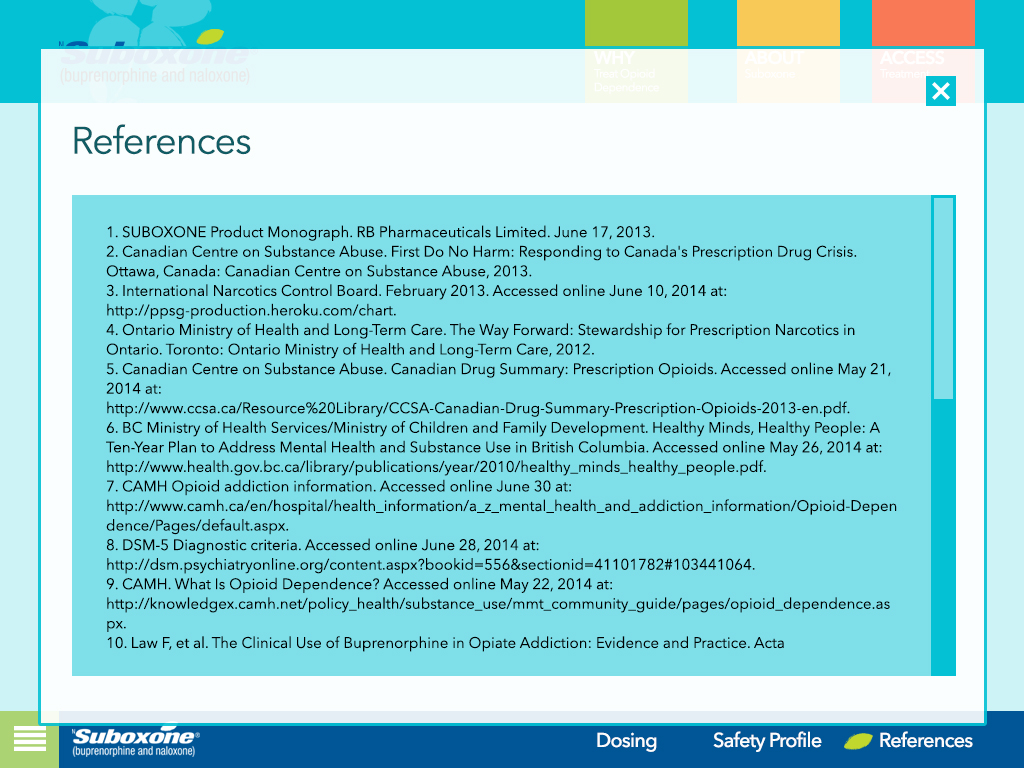 NSuboxone
(buprenorphine and naloxone)
WHY
Treat Opioid
Dependence
ABOUT
Suboxone
ACCESS
Treatment
References
1. SUBOXONE Product Monograph. RB Pharmaceuticals Limited. June 17, 2013.
2. Canadian Centre on Substance Abuse. First Do No Harm: Responding to Canada's Prescription Drug Crisis.
Ottawa, Canada: Canadian Centre on Substance Abuse, 2013.
3. International Narcotics Control Board. February 2013. Accessed online June 10, 2014 at:
http://ppsg-production.heroku.com/chart.
4. Ontario Ministry of Health and Long-Term Care. The Way Forward: Stewardship for Prescription Narcotics in
Ontario. Toronto: Ontario Ministry of Health and Long-Term Care, 2012.
5. Canadian Centre on Substance Abuse. Canadian Drug Summary: Prescription Opioids. Accessed online May 21,
2014 at:
http://www.ccsa.ca/Resource%20Library/CCSA-Canadian-Drug-Summary-Prescription-Opioids-2013-en.pdf.
6. BC Ministry of Health Services/Ministry of Children and Family Development. Healthy Minds, Healthy People: A
Ten-Year Plan to Address Mental Health and Substance Use in British Columbia. Accessed online May 26, 2014 at:
http://www.health.gov.bc.ca/library/publications/year/2010/healthy_minds_healthy_people.pdf.
7. CAMH Opioid addiction information. Accessed online June 30 at:
http://www.camh.ca/en/hospital/health_information/a_z_mental_health_and_addiction_information/Opioid-Depen
dence/Pages/default.aspx.
8. DSM-5 Diagnostic criteria. Accessed online June 28, 2014 at:
http://dsm.psychiatryonline.org/content.aspx?bookid=556&sectionid=41101782#103441064.
9. CAMH. What Is Opioid Dependence? Accessed online May 22, 2014 at:
http://knowledgex.camh.net/policy_health/substance_use/mmt_community_guide/pages/opioid_dependence.as
px.
10. Law F, et al. The Clinical Use of Buprenorphine in Opiate Addiction: Evidence and Practice. Acta
NSuboxone®
(buprenorphine and naloxone)
Dosing
Safety Profile
References